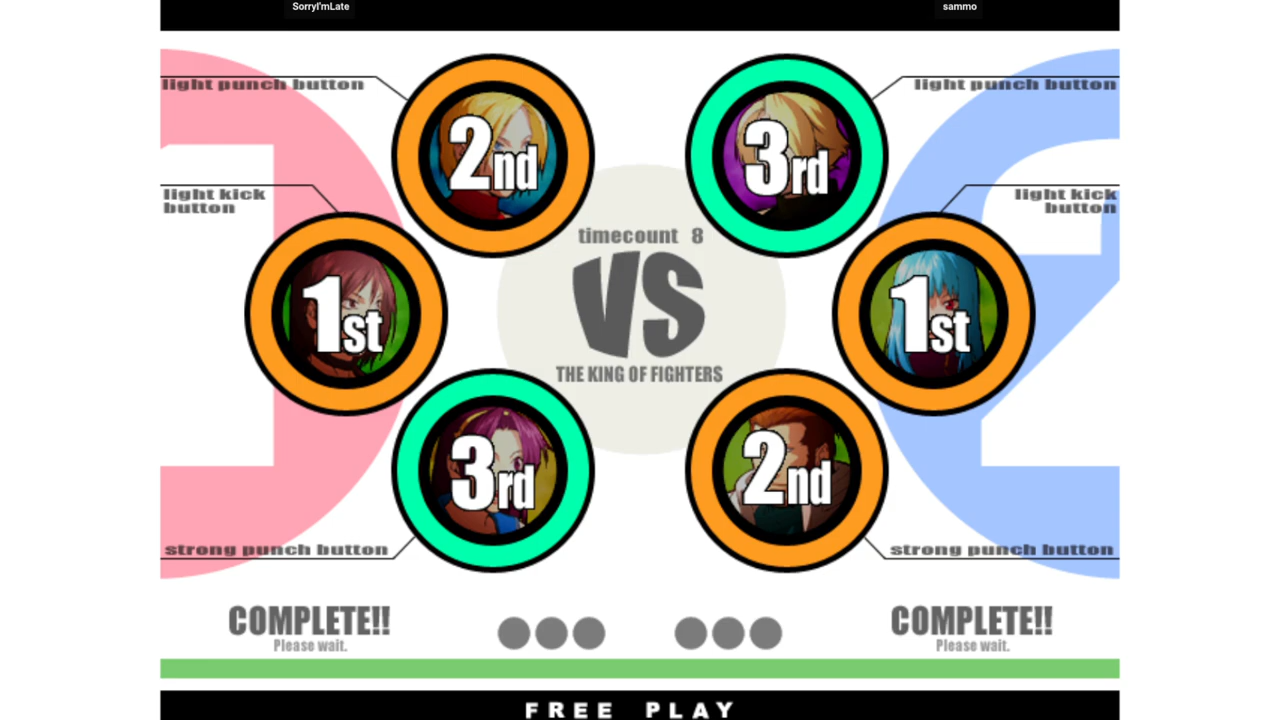 SorryI'mLate
sammo
light punch button
light punch button
2nd
3rd
light kick
button
light kick
button
timecount 8
VS
1st
1st
THE KING OF FIGHTERS
3rd
2nd
strong punch button
strong punch button
COMPLETE!!
Please wait.
COMPLETE!!
Please wait.
FREE PLAY